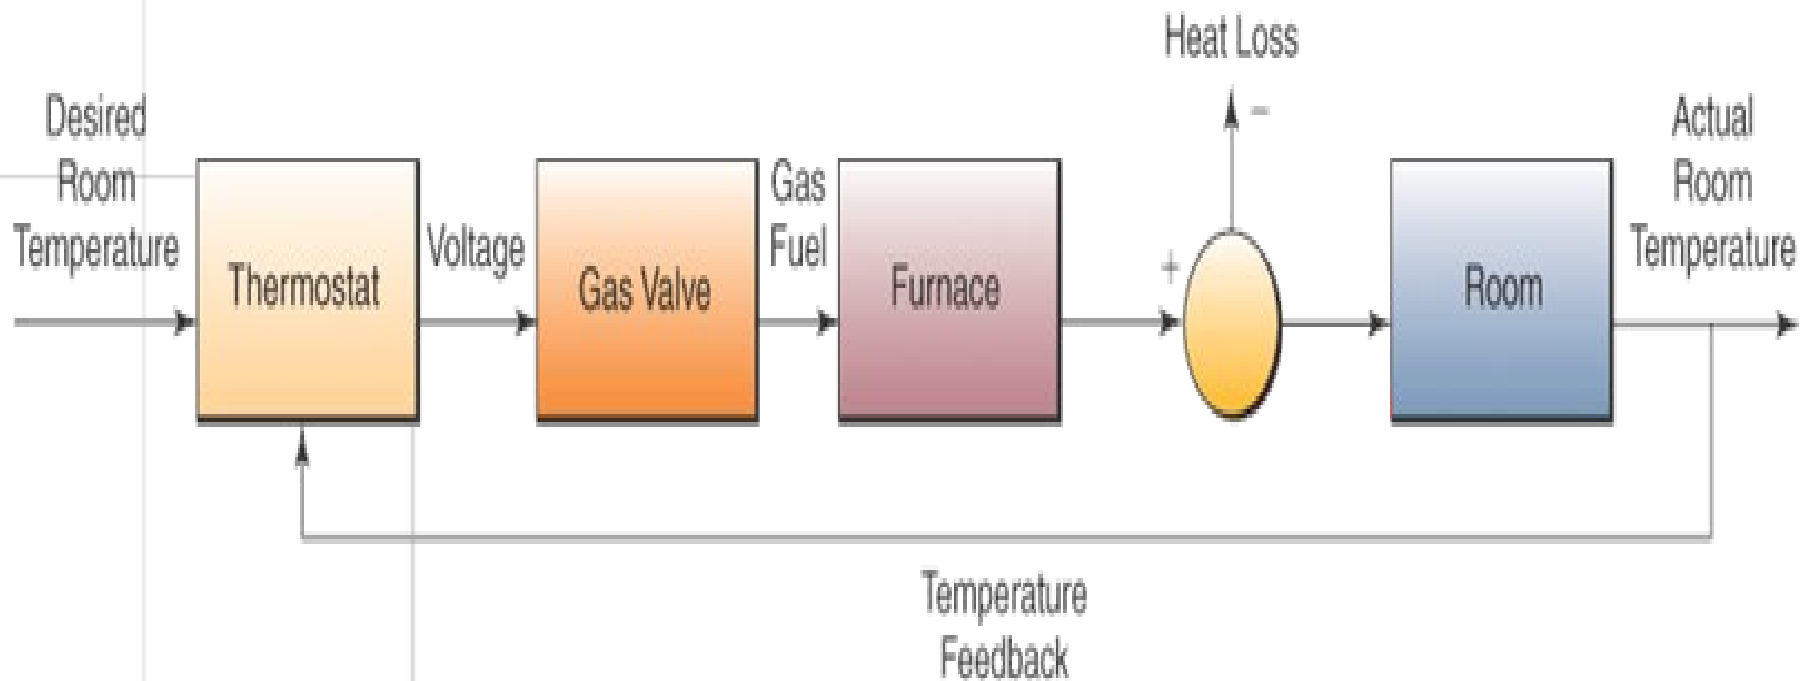 Heat Loss
Desired
Room
Temperature
Thermostat
Voltage
Gas Valve
Gas
Fuel
Furnace
+
−
Room
Actual
Room
Temperature
Temperature
Feedback